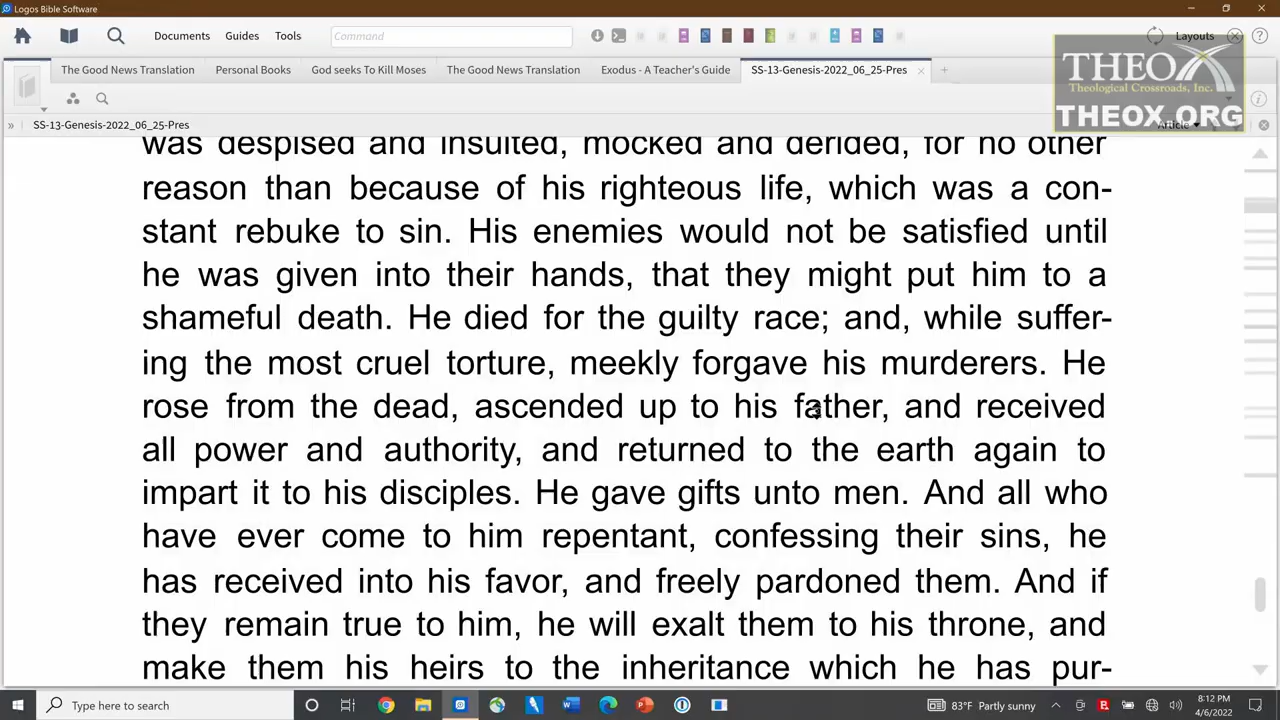 Logos Bible Software
Documents Guides Tools Command Layouts
The Good News Translation Personal Books God seeks To Kill Moses The Good News Translation Exodus - A Teacher's Guide SS-13-Genesis-2022_06_25-Pres
THEOX
Theological Crossroads, Inc.
THEOX.ORG
SS-13-Genesis-2022_06_25-Pres Article
was despised and insulted, mocked and derided, for no other
reason than because of his righteous life, which was a con-
stant rebuke to sin. His enemies would not be satisfied until
he was given into their hands, that they might put him to a
shameful death. He died for the guilty race; and, while suffer-
ing the most cruel torture, meekly forgave his murderers. He
rose from the dead, ascended up to his father, and received
all power and authority, and returned to the earth again to
impart it to his disciples. He gave gifts unto men. And all who
have ever come to him repentant, confessing their sins, he
has received into his favor, and freely pardoned them. And if
they remain true to him, he will exalt them to his throne, and
make them his heirs to the inheritance which he has pur-
Type here to search 83°F Partly sunny 8:12 PM
4/6/2022